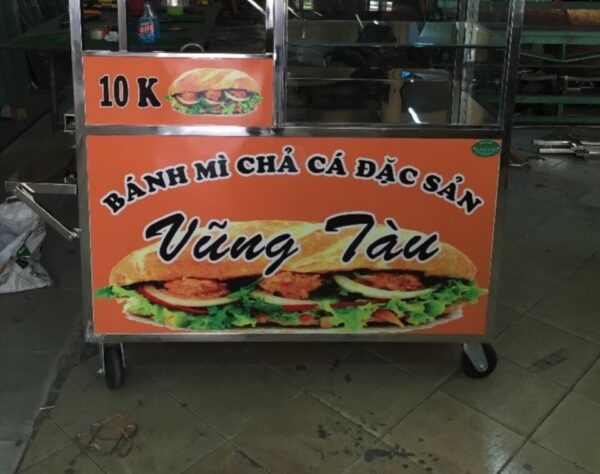 10 K
BÁNH MÌ CHẢ CÁ ĐẶC SẢN
Vũng Tàu